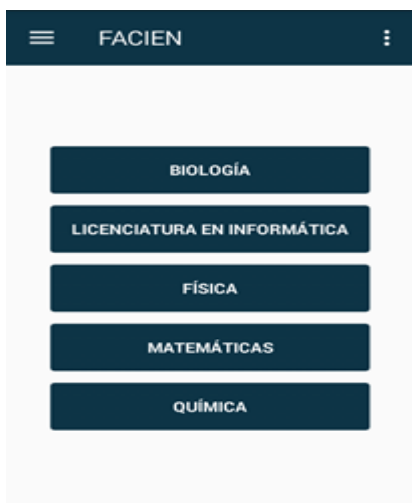 FACIEN
BIOLOGÍA
LICENCIATURA EN INFORMÁTICA
FÍSICA
MATEMÁTICAS
QUÍMICA